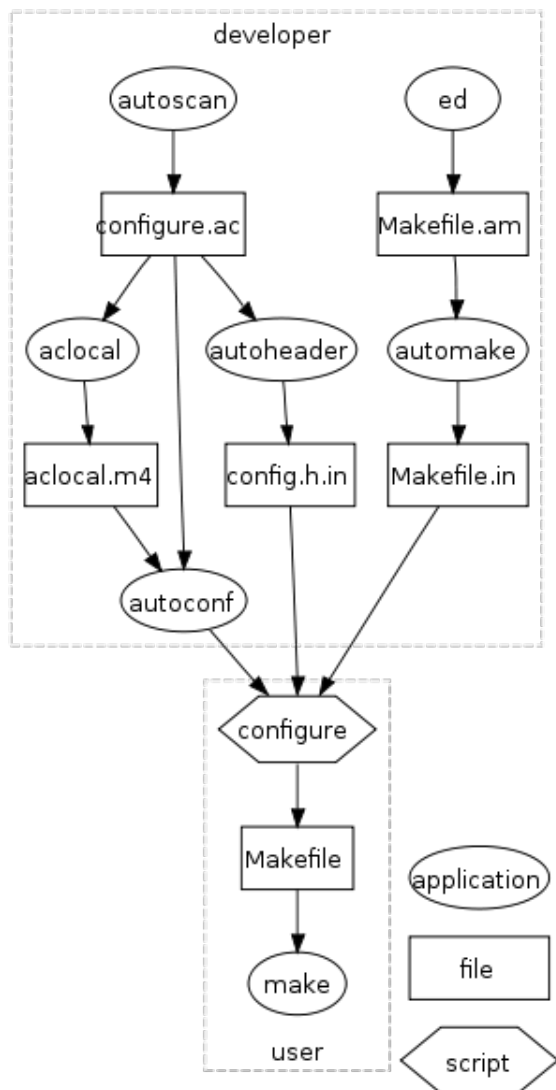 developer
autoscan
ed
configure.ac
Makefile.am
aclocal
autoheader
automake
aclocal.m4
config.h.in
Makefile.in
autoconf
configure
Makefile
application
file
make
user
script